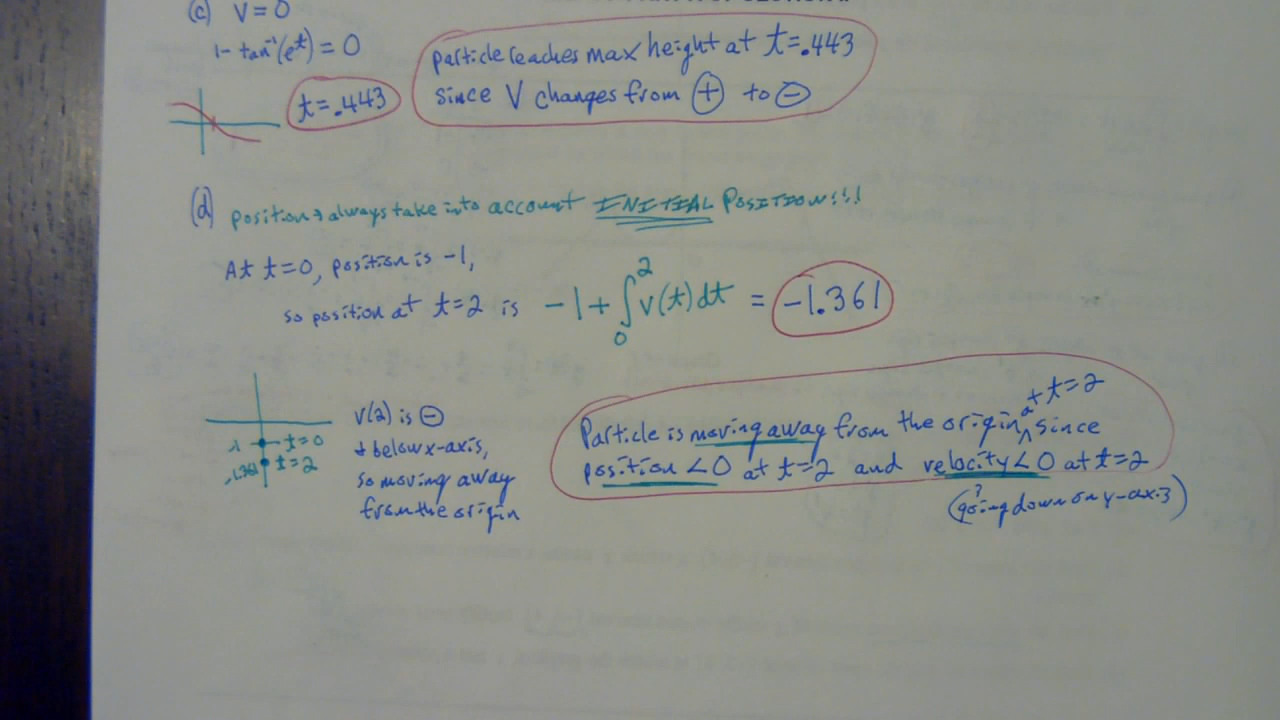 (c) V=0
1-tan⁻¹(eᵗ) = 0
t=.443
particle reaches max height at t=.443
since V changes from ⊕ to ⊖
(d) position → always take into account INITIAL POSITION!!!
At t=0, position is -1,
so position at t=2 is -1+∫₀² v(t)dt = -1.361
-1 t=0
-1.361 t=2
V(2) is ⊖
+ below x-axis,
so moving away
from the origin
Particle is moving away from the origin at t=2 since
position <0 at t=2 and velocity<0 at t=2
(going down on y-axis)